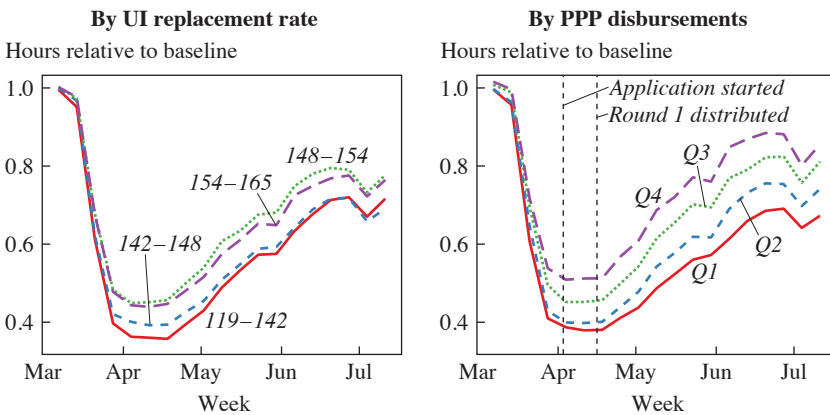 By UI replacement rate
Hours relative to baseline
1.0
0.8
0.6
0.4
148–154
154–165
142–148
119–142
Mar Apr May Jun Jul
Week
By PPP disbursements
Hours relative to baseline
1.0
0.8
0.6
0.4
Application started
Round 1 distributed
Q3
Q4
Q2
Q1
Mar Apr May Jun Jul
Week